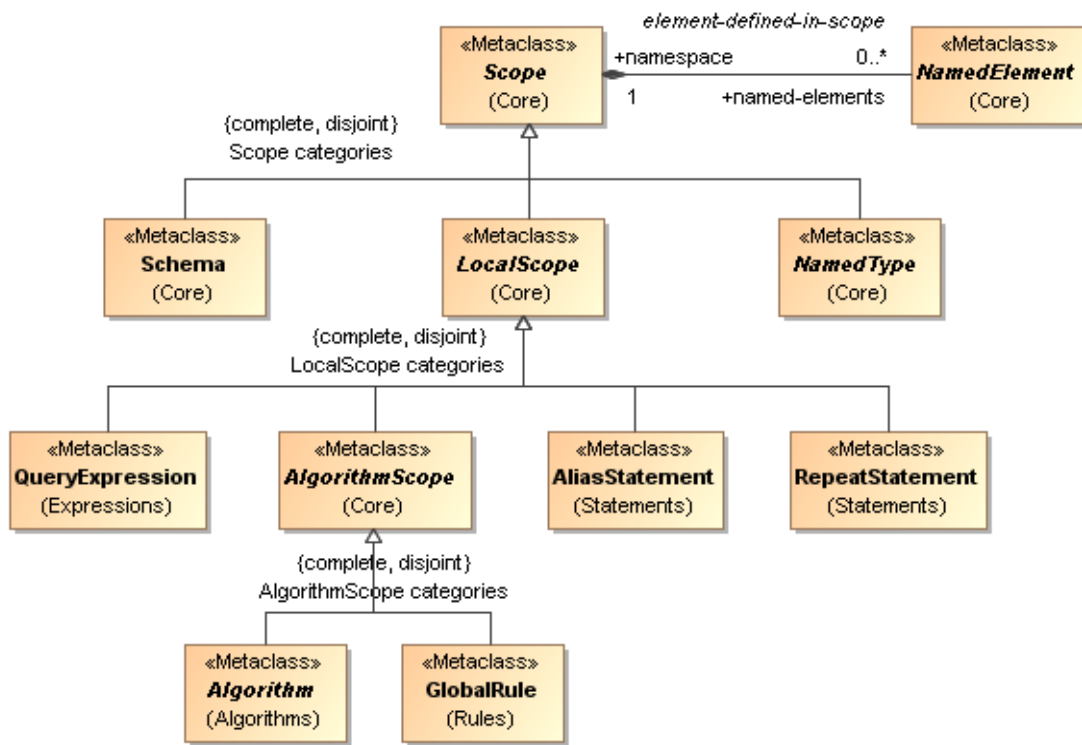 element-defined-in-scope
«Metaclass»
Scope
(Core)
+namespace
0..*
1
+named-elements
«Metaclass»
NamedElement
(Core)
{complete, disjoint}
Scope categories
«Metaclass»
Schema
(Core)
«Metaclass»
LocalScope
(Core)
«Metaclass»
NamedType
(Core)
{complete, disjoint}
LocalScope categories
«Metaclass»
QueryExpression
(Expressions)
«Metaclass»
AlgorithmScope
(Core)
«Metaclass»
AliasStatement
(Statements)
«Metaclass»
RepeatStatement
(Statements)
{complete, disjoint}
AlgorithmScope categories
«Metaclass»
Algorithm
(Algorithms)
«Metaclass»
GlobalRule
(Rules)